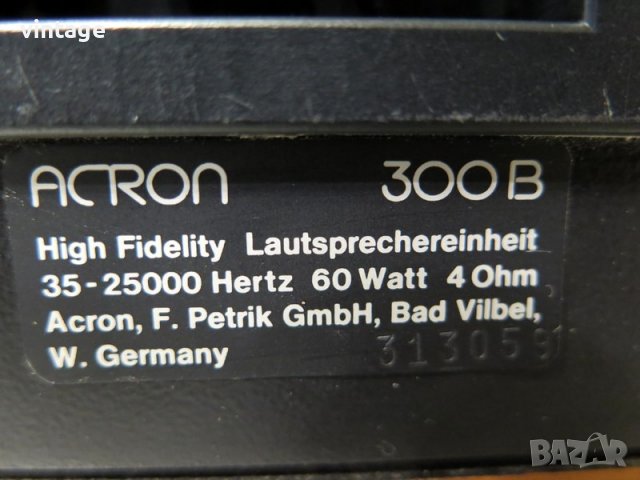 vintage
ACRON 300B
High Fidelity Lautsprechereinheit
35-25000 Hertz 60 Watt 4 Ohm
Acron, F. Petrik GmbH, Bad Vilbel,
W. Germany 313059
BAZAR